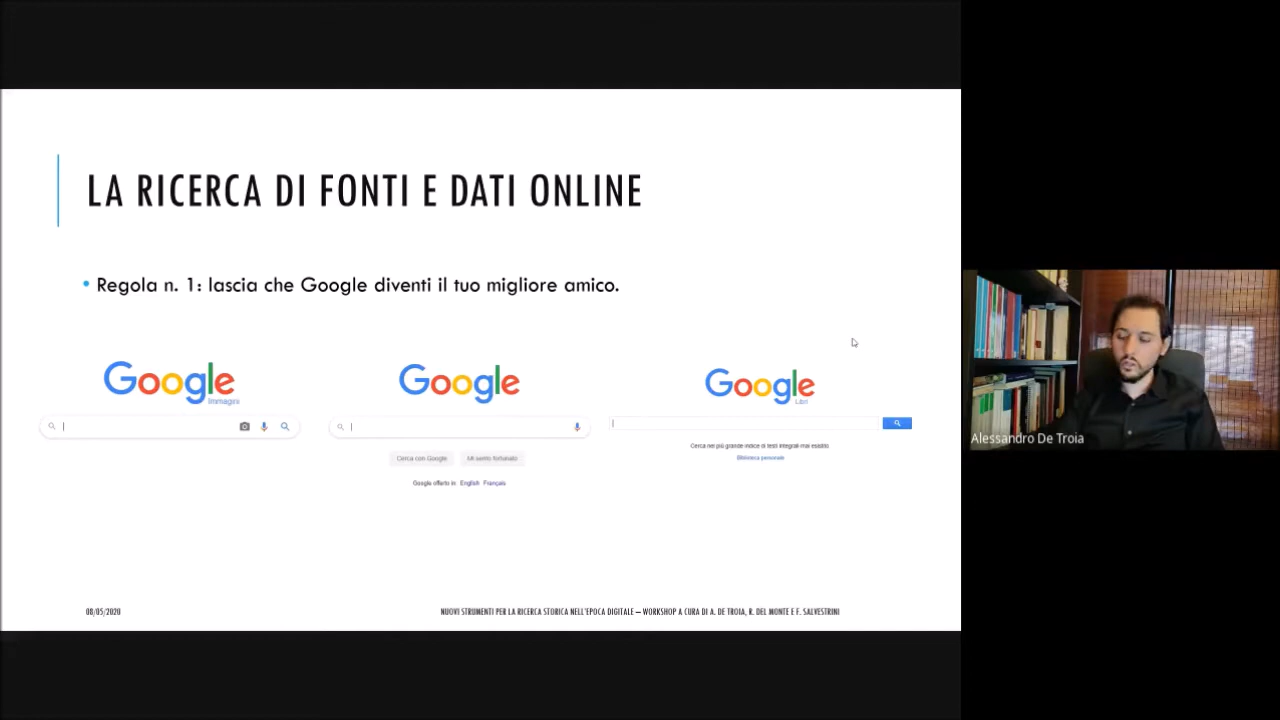 LA RICERCA DI FONTI E DATI ONLINE
• Regola n. 1: lascia che Google diventi il tuo migliore amico.
Google
Immagini
Google
Cerca con Google
Mi sento fortunato
Google offerto in: English Français
Google
Libri
Cerca nel più grande indice di testi integrali mai esistito
Biblioteca personale
08/05/2020
NUOVI STRUMENTI PER LA RICERCA STORICA NELL'EPOCA DIGITALE – WORKSHOP A CURA DI A. DE TROIA, R. DEL MONTE E F. SALVESTRINI
Alessandro De Troia